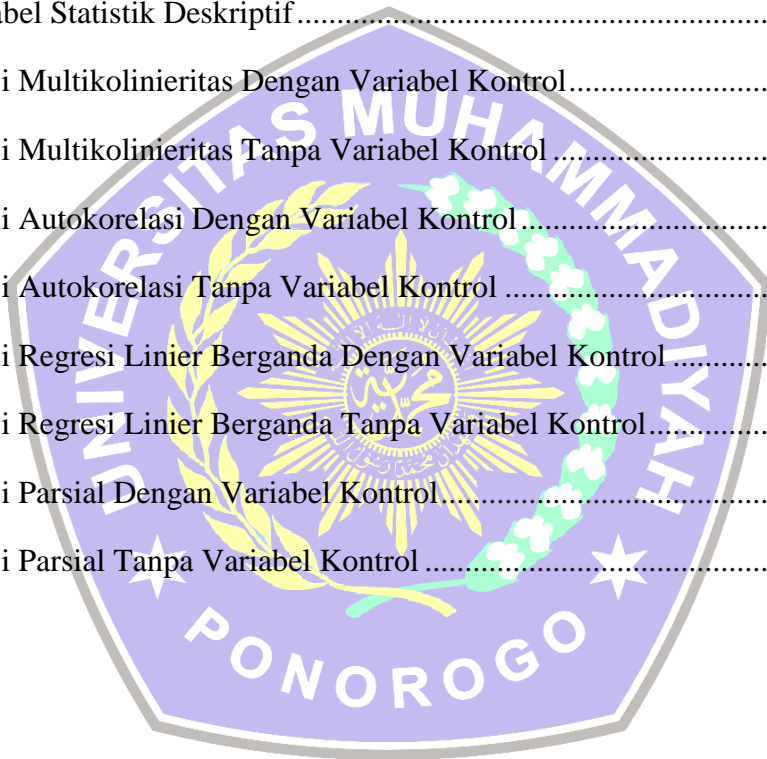 abel Statistik Deskriptif
i Multikolinieritas Dengan Variabel Kontrol
i Multikolinieritas Tanpa Variabel Kontrol
i Autokorelasi Dengan Variabel Kontrol
i Autokorelasi Tanpa Variabel Kontrol
i Regresi Linier Berganda Dengan Variabel Kontrol
i Regresi Linier Berganda Tanpa Variabel Kontrol
i Parsial Dengan Variabel Kontrol
i Parsial Tanpa Variabel Kontrol
UNIVERSITAS MUHAMMADIYAH
PONOROGO
محمدية